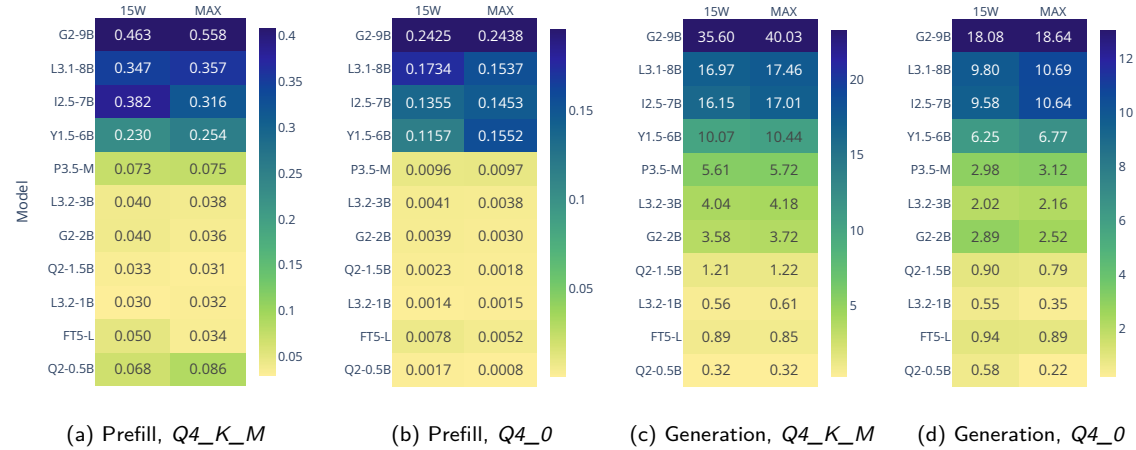 15W MAX 15W MAX 15W MAX 15W MAX
G2-9B 0.463 0.558 0.4 G2-9B 0.2425 0.2438 G2-9B 35.60 40.03 G2-9B 18.08 18.64 12
L3.1-8B 0.347 0.357 L3.1-8B 0.1734 0.1537 L3.1-8B 16.97 17.46 20 L3.1-8B 9.80 10.69
I2.5-7B 0.382 0.316 0.35 I2.5-7B 0.1355 0.1453 0.15 I2.5-7B 16.15 17.01 I2.5-7B 9.58 10.64 10
Y1.5-6B 0.230 0.254 0.3 Y1.5-6B 0.1157 0.1552 Y1.5-6B 10.07 10.44 15 Y1.5-6B 6.25 6.77
P3.5-M 0.073 0.075 0.25 P3.5-M 0.0096 0.0097 P3.5-M 5.61 5.72 P3.5-M 2.98 3.12 8
Model L3.2-3B 0.040 0.038 0.2 L3.2-3B 0.0041 0.0038 0.1 L3.2-3B 4.04 4.18 L3.2-3B 2.02 2.16 6
G2-2B 0.040 0.036 G2-2B 0.0039 0.0030 G2-2B 3.58 3.72 10 G2-2B 2.89 2.52
Q2-1.5B 0.033 0.031 0.15 Q2-1.5B 0.0023 0.0018 0.05 Q2-1.5B 1.21 1.22 Q2-1.5B 0.90 0.79 4
L3.2-1B 0.030 0.032 0.1 L3.2-1B 0.0014 0.0015 L3.2-1B 0.56 0.61 5 L3.2-1B 0.55 0.35
FT5-L 0.050 0.034 0.05 FT5-L 0.0078 0.0052 FT5-L 0.89 0.85 FT5-L 0.94 0.89 2
Q2-0.5B 0.068 0.086 Q2-0.5B 0.0017 0.0008 Q2-0.5B 0.32 0.32 Q2-0.5B 0.58 0.22
(a) Prefill, Q4_K_M (b) Prefill, Q4_0 (c) Generation, Q4_K_M (d) Generation, Q4_0